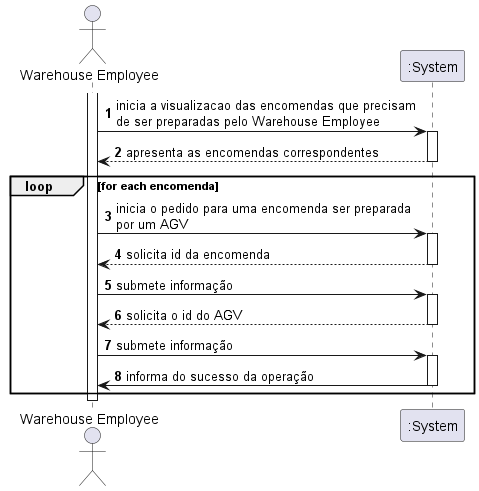 Warehouse Employee
:System
1 inicia a visualizacao das encomendas que precisam
de ser preparadas pelo Warehouse Employee
2 apresenta as encomendas correspondentes
loop [for each encomenda]
3 inicia o pedido para uma encomenda ser preparada
por um AGV
4 solicita id da encomenda
5 submete informação
6 solicita o id do AGV
7 submete informação
8 informa do sucesso da operação
Warehouse Employee
:System